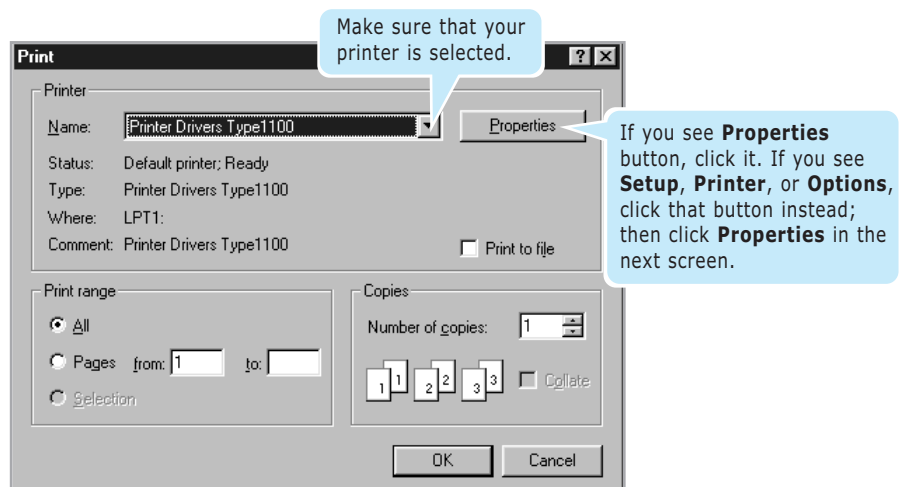 Make sure that your
printer is selected.
Print
Printer
Name: Printer Drivers Type1100 Properties
Status: Default printer; Ready
Type: Printer Drivers Type1100
Where: LPT1:
Comment: Printer Drivers Type1100 Print to file
If you see Properties
button, click it. If you see
Setup, Printer, or Options,
click that button instead;
then click Properties in the
next screen.
Print range
All
Pages from: 1 to:
Selection
Copies
Number of copies: 1
1 1 2 2 3 3 Collate
OK Cancel